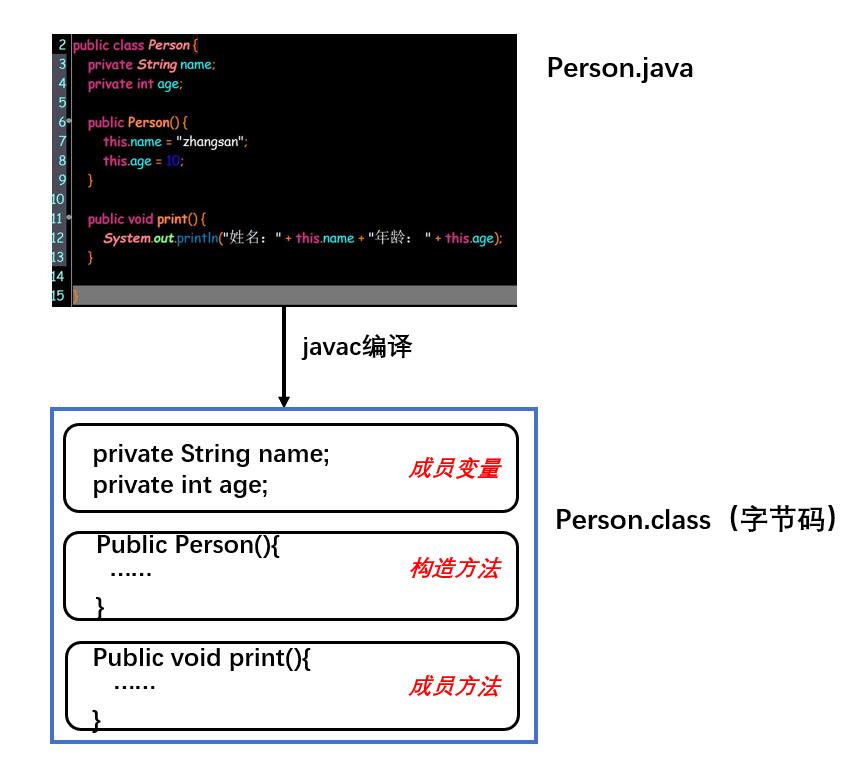 2 public class Person {
3 private String name;
4 private int age;
5
6 public Person() {
7 this.name = "zhangsan";
8 this.age = 10;
9 }
10
11 public void print() {
12 System.out.println("姓名：" + this.name + "年龄： " + this.age);
13 }
14
15 }
Person.java
javac编译
private String name;
private int age;
成员变量
Public Person(){
……
}
构造方法
Public void print(){
……
}
成员方法
Person.class（字节码）